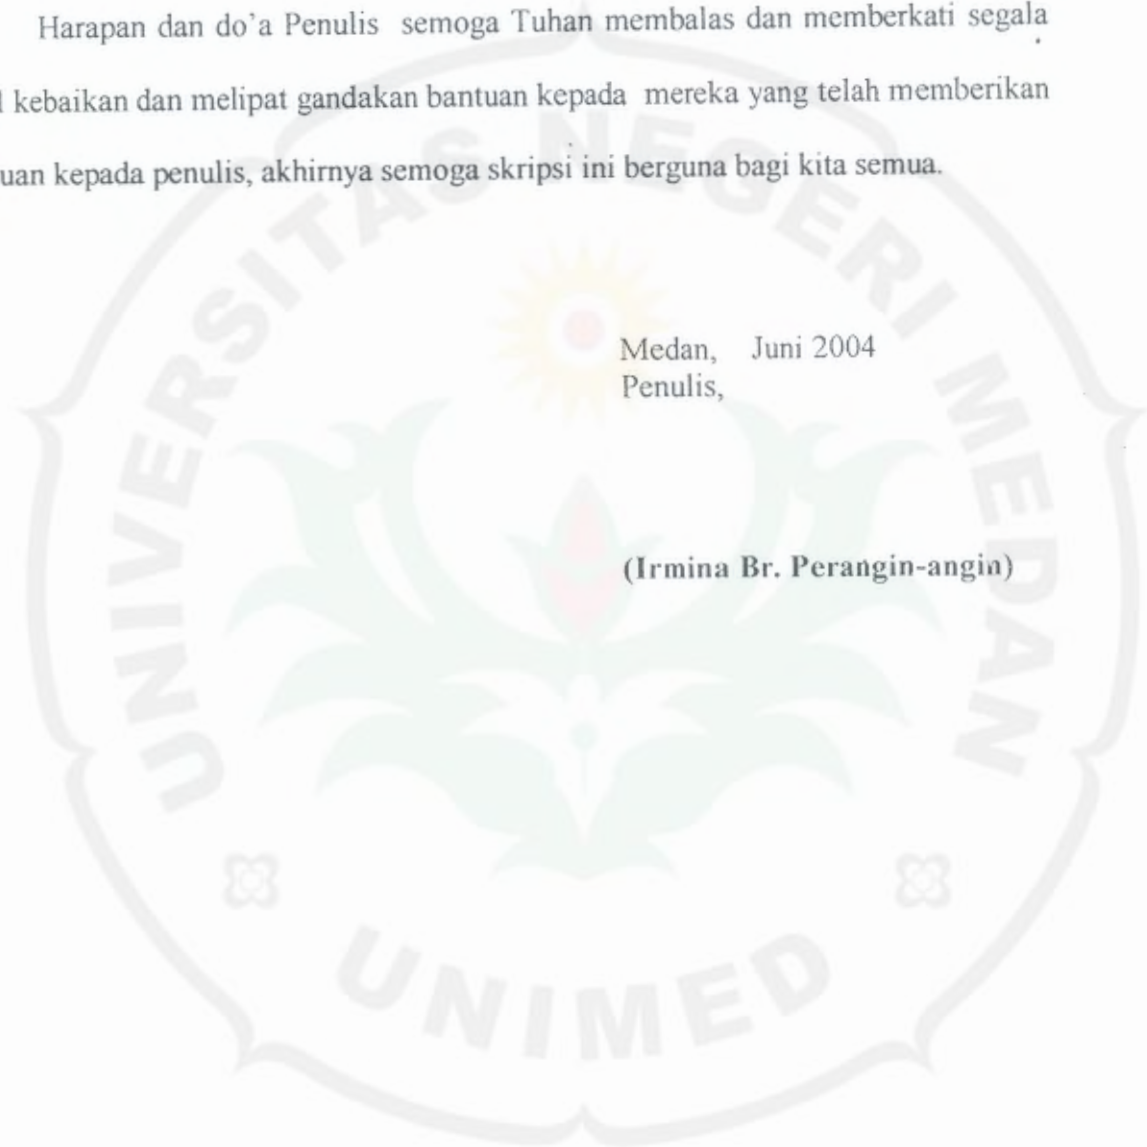 Harapan dan do'a Penulis semoga Tuhan membalas dan memberkati segala
kebaikan dan melipat gandakan bantuan kepada mereka yang telah memberikan
kepada penulis, akhirnya semoga skripsi ini berguna bagi kita semua.
Medan, Juni 2004
Penulis,
(Irmina Br. Perangin-angin)
UNIVERSITAS NEGERI MEDAN
UNIMED